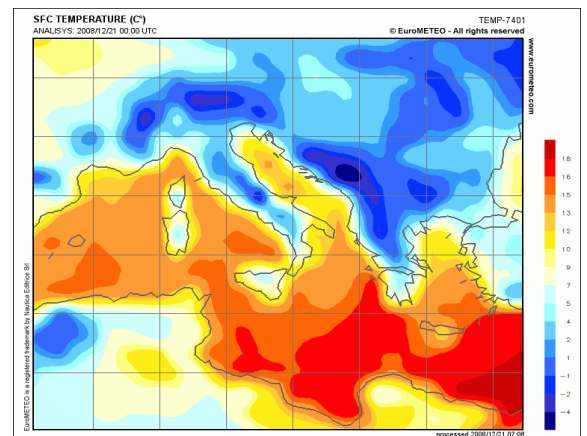 SFC TEMPERATURE (C°)
TEMP-7401
ANALISYS: 2008/12/21 00:00 UTC
© EuroMETEO - All rights reserved
www.eurometeo.com
18
16
15
13
12
10
9
7
5
4
2
1
-1
-2
-4
EuroMETEO is a registered trademark by Nautica Editrice Srl
processed 2008/12/21 07:06